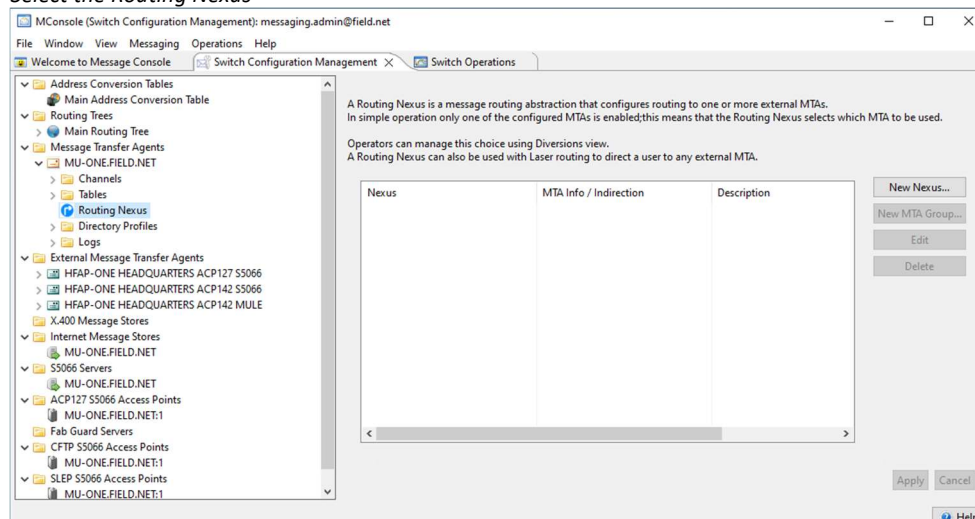 Select the Routing Nexus
MConsole (Switch Configuration Management): messaging.admin@field.net
File Window View Messaging Operations Help
Welcome to Message Console
Switch Configuration Management
Switch Operations
Address Conversion Tables
Main Address Conversion Table
Routing Trees
Main Routing Tree
Message Transfer Agents
MU-ONE.FIELD.NET
Channels
Tables
Routing Nexus
Directory Profiles
Logs
External Message Transfer Agents
HFAP-ONE HEADQUARTERS ACP127 S5066
HFAP-ONE HEADQUARTERS ACP142 S5066
HFAP-ONE HEADQUARTERS ACP142 MULE
X.400 Message Stores
Internet Message Stores
MU-ONE.FIELD.NET
S5066 Servers
MU-ONE.FIELD.NET
ACP127 S5066 Access Points
MU-ONE.FIELD.NET:1
Fab Guard Servers
CFTP S5066 Access Points
MU-ONE.FIELD.NET:1
SLEP S5066 Access Points
MU-ONE.FIELD.NET:1
A Routing Nexus is a message routing abstraction that configures routing to one or more external MTAs.
In simple operation only one of the configured MTAs is enabled;this means that the Routing Nexus selects which MTA to be used.
Operators can manage this choice using Diversions view.
A Routing Nexus can also be used with Laser routing to direct a user to any external MTA.
Nexus MTA Info / Indirection Description
New Nexus...
New MTA Group...
Edit
Delete
Apply Cancel
Help